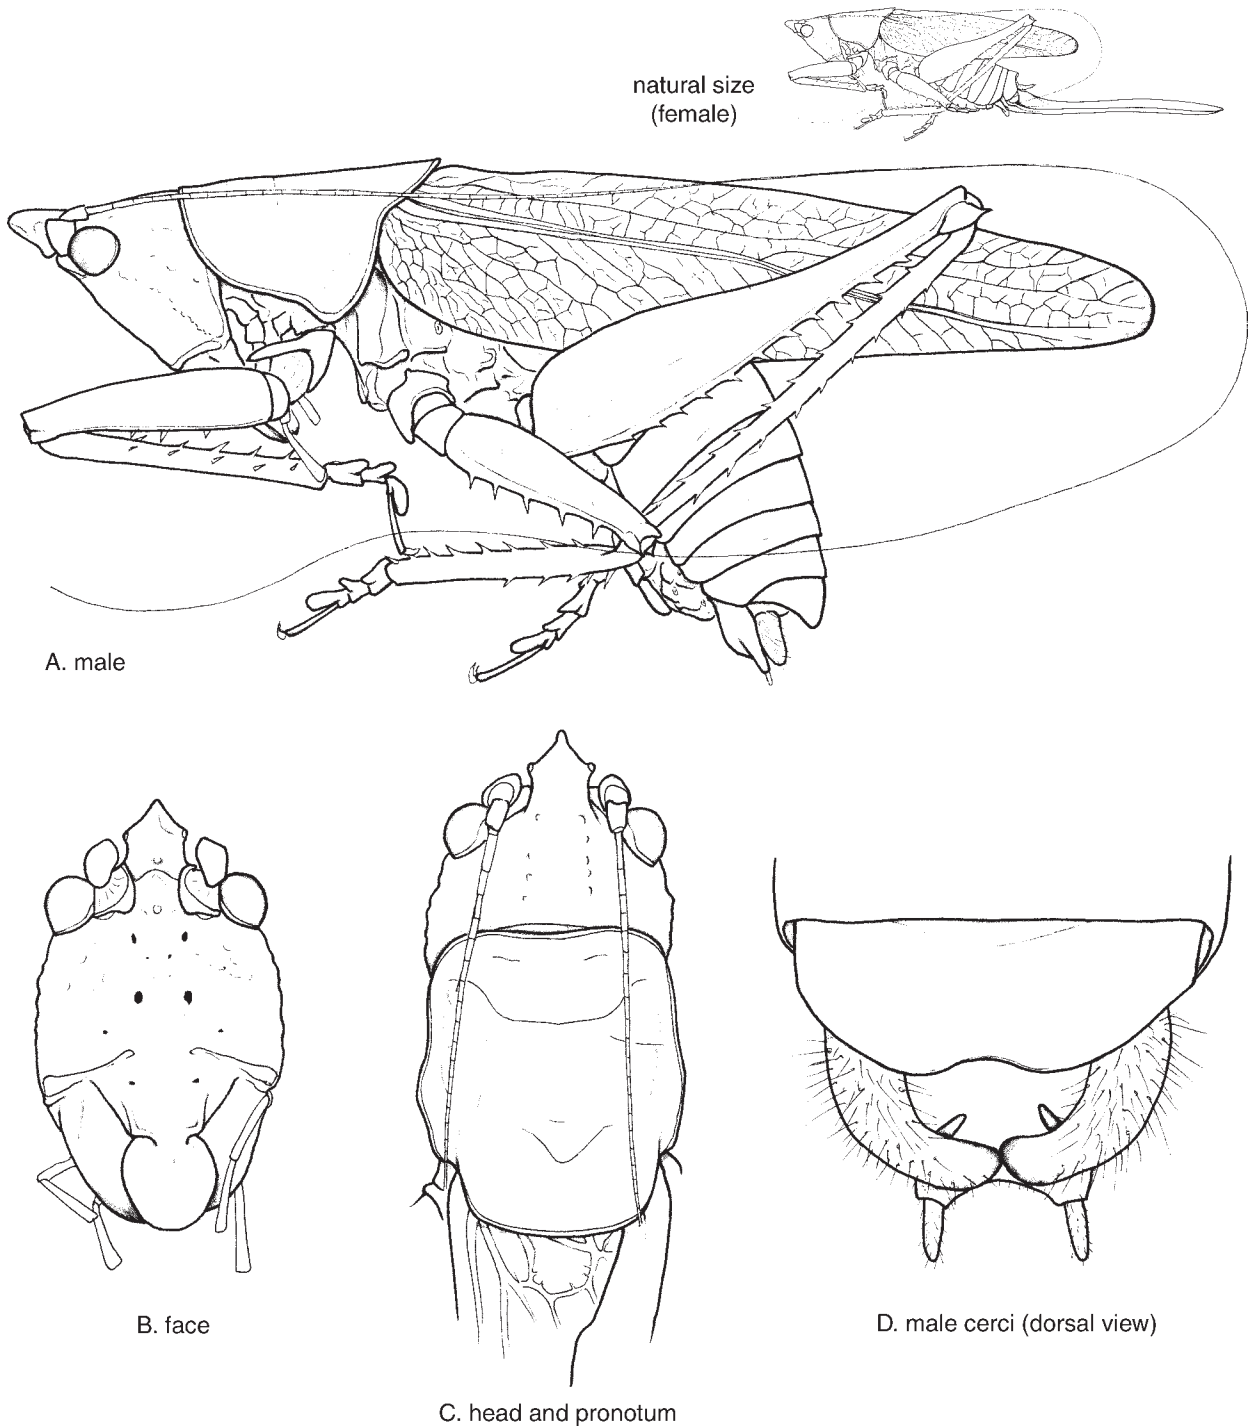 natural size
(female)
A. male
B. face
C. head and pronotum
D. male cerci (dorsal view)